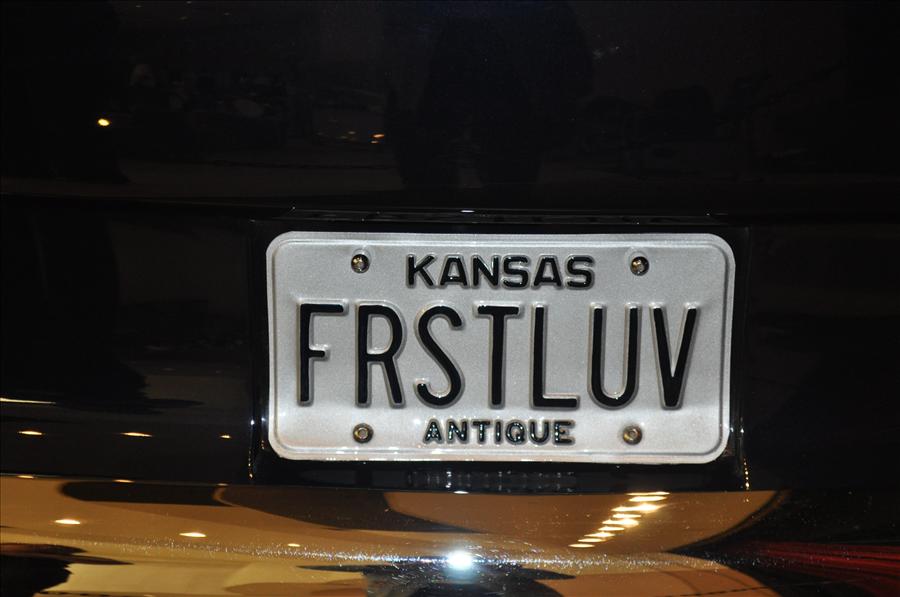 KANSAS
FRSTLUV
ANTIQUE